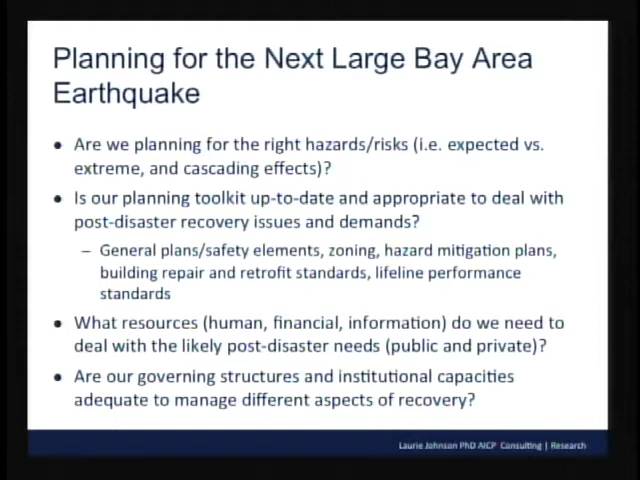 Planning for the Next Large Bay Area
Earthquake
• Are we planning for the right hazards/risks (i.e. expected vs.
extreme, and cascading effects)?
• Is our planning toolkit up-to-date and appropriate to deal with
post-disaster recovery issues and demands?
– General plans/safety elements, zoning, hazard mitigation plans,
building repair and retrofit standards, lifeline performance
standards
• What resources (human, financial, information) do we need to
deal with the likely post-disaster needs (public and private)?
• Are our governing structures and institutional capacities
adequate to manage different aspects of recovery?
Laurie Johnson PhD AICP Consulting | Research